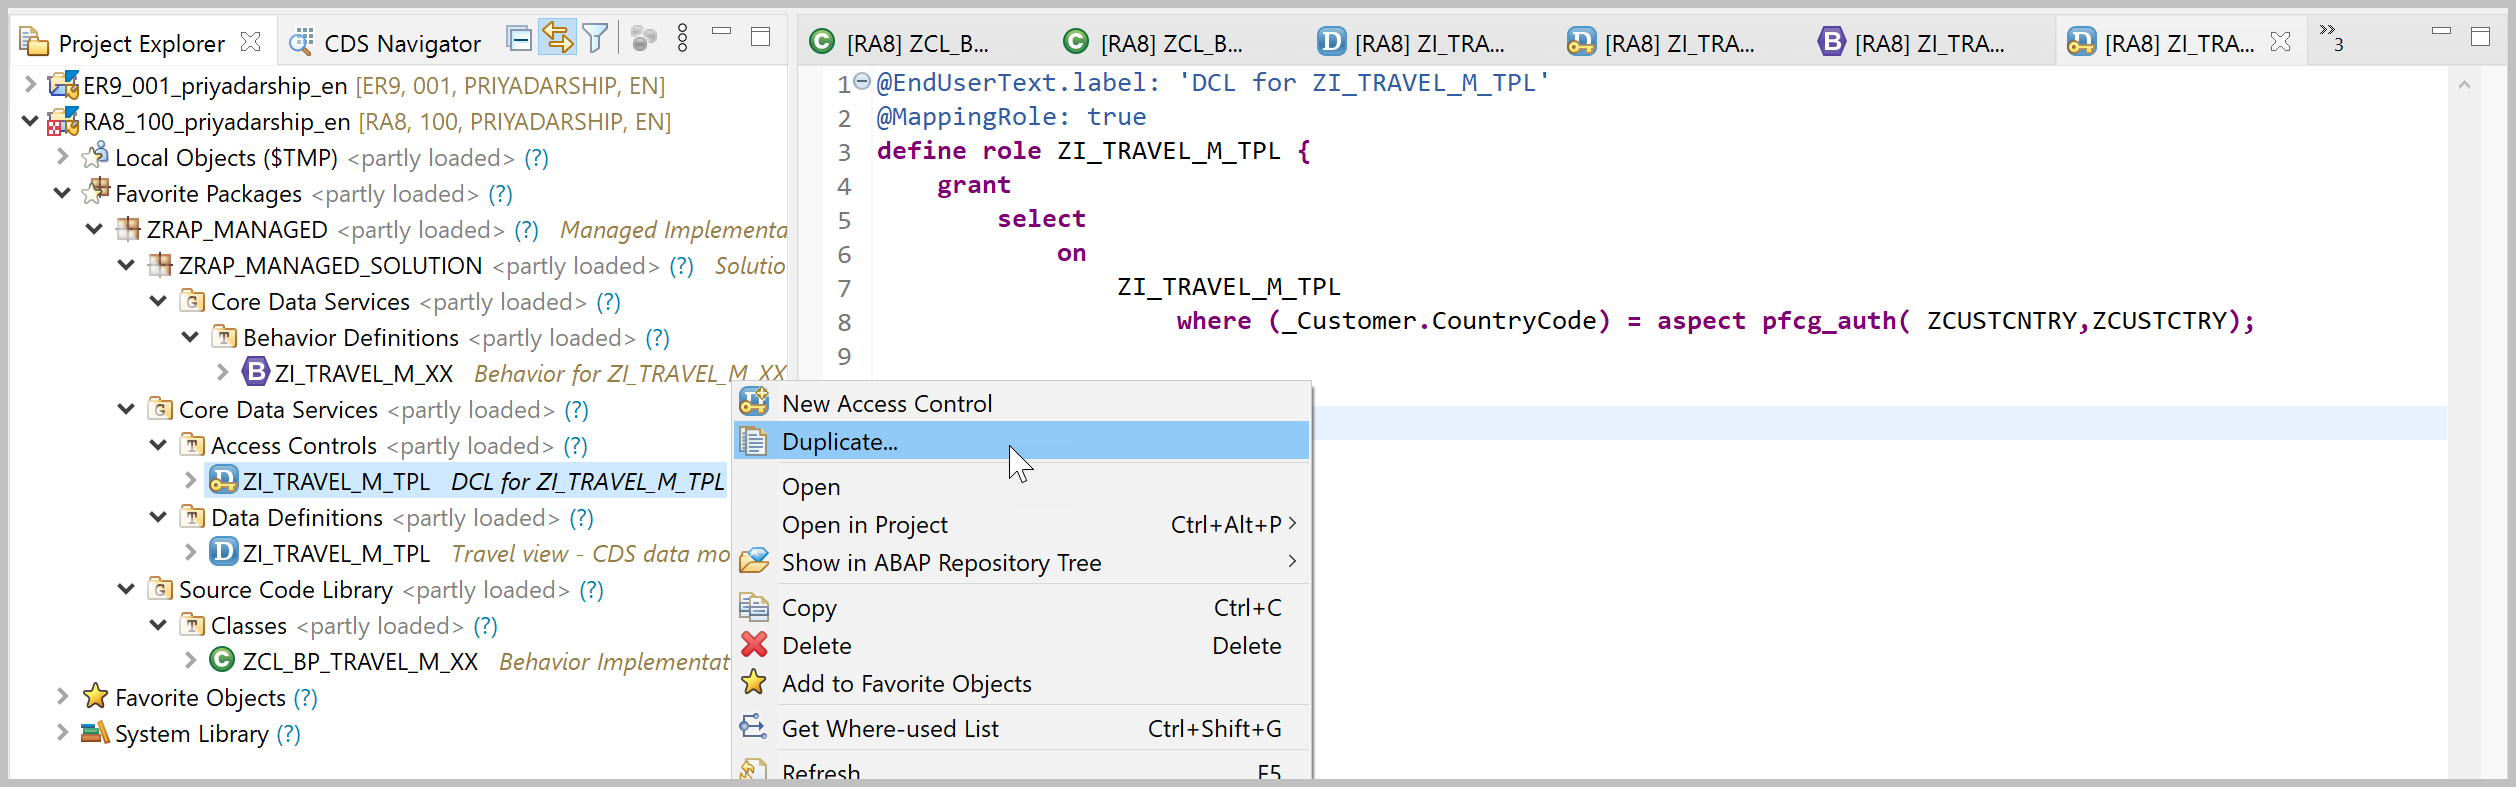 Project Explorer
CDS Navigator
[RA8] ZCL_B...
[RA8] ZCL_B...
[RA8] ZI_TRA...
[RA8] ZI_TRA...
[RA8] ZI_TRA...
[RA8] ZI_TRA...
»3
ER9_001_priyadarship_en [ER9, 001, PRIYADARSHIP, EN]
RA8_100_priyadarship_en [RA8, 100, PRIYADARSHIP, EN]
Local Objects ($TMP) <partly loaded> (?)
Favorite Packages <partly loaded> (?)
ZRAP_MANAGED <partly loaded> (?) Managed Implementa
ZRAP_MANAGED_SOLUTION <partly loaded> (?) Solutio
Core Data Services <partly loaded> (?)
Behavior Definitions <partly loaded> (?)
ZI_TRAVEL_M_XX Behavior for ZI_TRAVEL_M_XX
Core Data Services <partly loaded> (?)
Access Controls <partly loaded> (?)
ZI_TRAVEL_M_TPL DCL for ZI_TRAVEL_M_TPL
Data Definitions <partly loaded> (?)
ZI_TRAVEL_M_TPL Travel view - CDS data mo
Source Code Library <partly loaded> (?)
Classes <partly loaded> (?)
ZCL_BP_TRAVEL_M_XX Behavior Implementat
Favorite Objects (?)
System Library (?)
1 @EndUserText.label: 'DCL for ZI_TRAVEL_M_TPL'
2 @MappingRole: true
3 define role ZI_TRAVEL_M_TPL {
4 grant
5 select
6 on
7 ZI_TRAVEL_M_TPL
8 where (_Customer.CountryCode) = aspect pfcg_auth( ZCUSTCNTRY,ZCUSTCTRY);
9
New Access Control
Duplicate...
Open
Open in Project Ctrl+Alt+P
Show in ABAP Repository Tree
Copy Ctrl+C
Delete Delete
Add to Favorite Objects
Get Where-used List Ctrl+Shift+G
Refresh F5